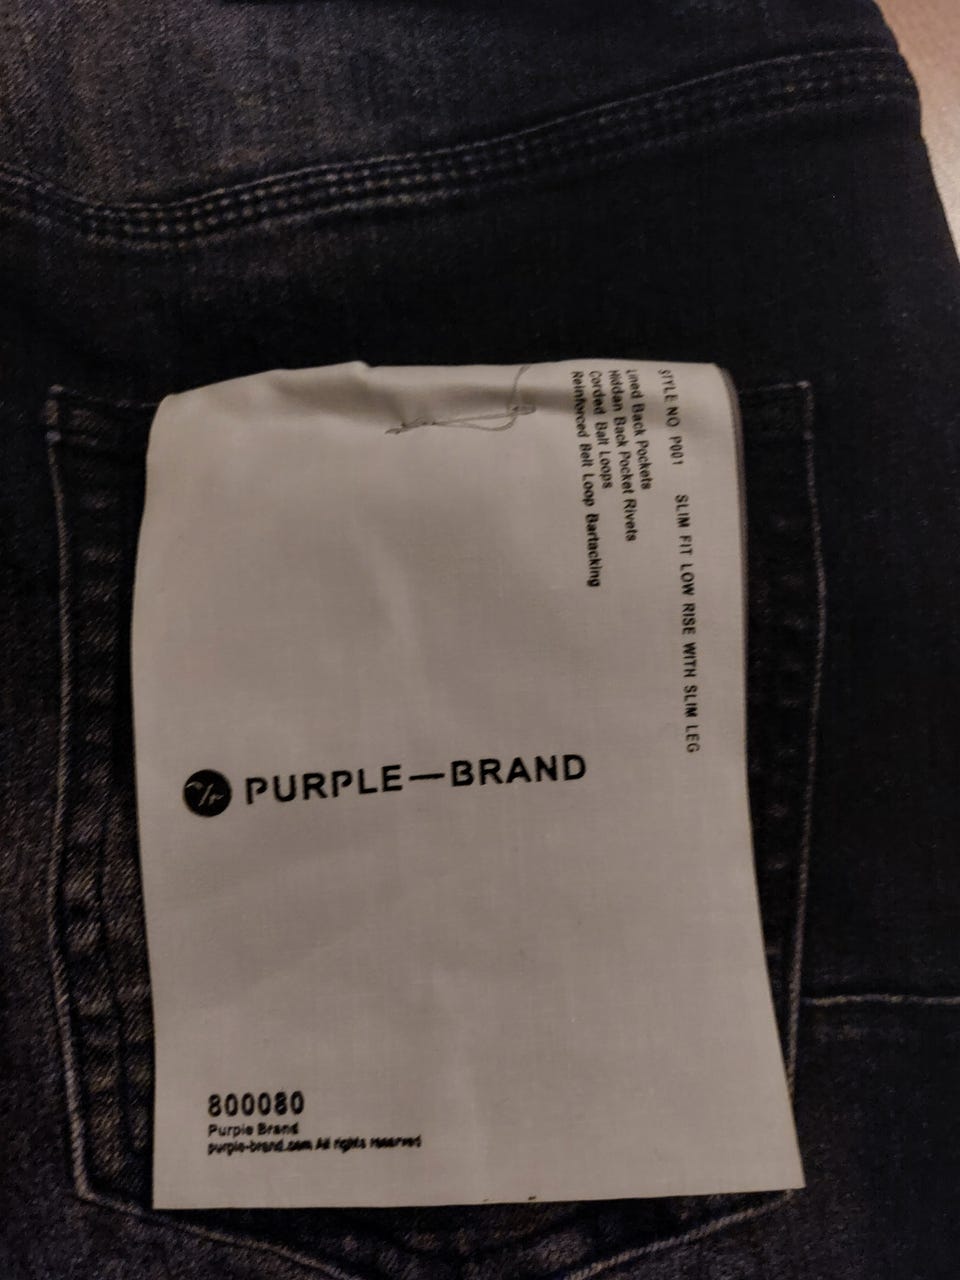 STYLE NO P001 SLIM FIT LOW RISE WITH SLIM LEG
Lined Back Pockets
Hidden Back Pocket Rivets
Corded Belt Loops
Reinforced Belt Loop Bartacking
PURPLE—BRAND
800080
Purple Brand
purple-brand.com All rights reserved